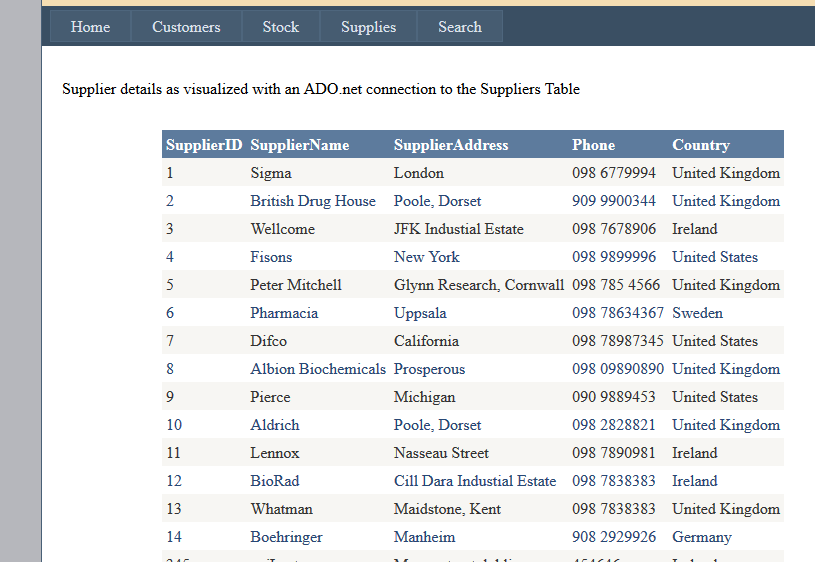 Home Customers Stock Supplies Search
Supplier details as visualized with an ADO.net connection to the Suppliers Table
SupplierID SupplierName SupplierAddress Phone Country
1 Sigma London 098 6779994 United Kingdom
2 British Drug House Poole, Dorset 909 9900344 United Kingdom
3 Wellcome JFK Industial Estate 098 7678906 Ireland
4 Fisons New York 098 9899996 United States
5 Peter Mitchell Glynn Research, Cornwall 098 785 4566 United Kingdom
6 Pharmacia Uppsala 098 78634367 Sweden
7 Difco California 098 78987345 United States
8 Albion Biochemicals Prosperous 098 09890890 United Kingdom
9 Pierce Michigan 090 9889453 United States
10 Aldrich Poole, Dorset 098 2828821 United Kingdom
11 Lennox Nasseau Street 098 7890981 Ireland
12 BioRad Cill Dara Industial Estate 098 7838383 Ireland
13 Whatman Maidstone, Kent 098 7838383 United Kingdom
14 Boehringer Manheim 908 2929926 Germany